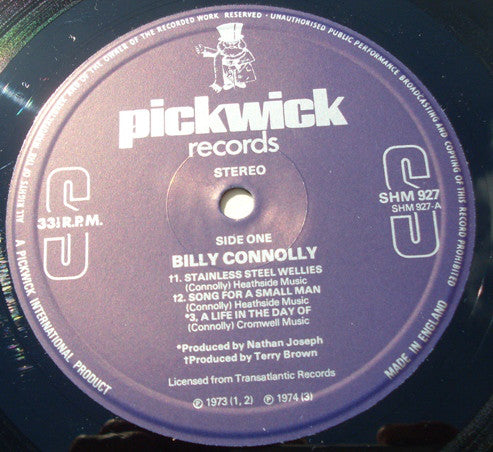 ALL RIGHTS OF THE MANUFACTURER AND OF THE OWNER OF THE RECORDED WORK RESERVED - UNAUTHORISED PUBLIC PERFORMANCE BROADCASTING AND COPYING OF THIS RECORD PROHIBITED
pickwick
records
STEREO
33⅓ R.P.M.
S
S
SHM 927
SHM 927-A
SIDE ONE
BILLY CONNOLLY
†1. STAINLESS STEEL WELLIES
(Connolly) Heathside Music
†2. SONG FOR A SMALL MAN
(Connolly) Heathside Music
*3. A LIFE IN THE DAY OF
(Connolly) Cromwell Music
*Produced by Nathan Joseph
†Produced by Terry Brown
Licensed from Transatlantic Records
℗ 1973 (1, 2) ℗ 1974 (3)
A PICKWICK INTERNATIONAL PRODUCT
MADE IN ENGLAND